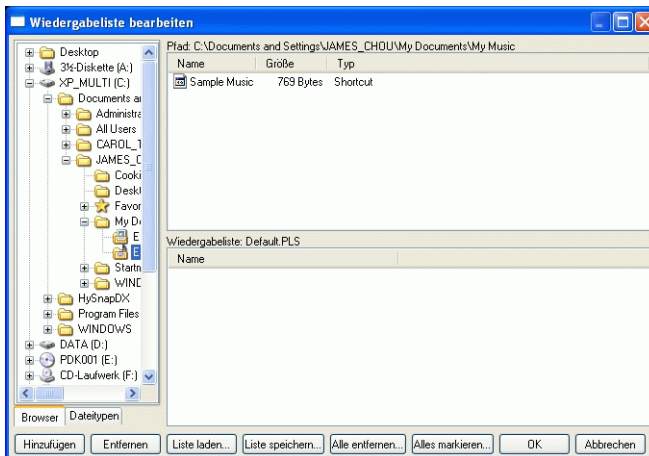 Wiedergabeliste bearbeiten
Desktop
3½-Diskette (A:)
XP_MULTI (C:)
Documents a
Administra
All Users
CAROL_T
JAMES_C
Cooki
Deskt
Favor
My D
E
E
Startm
WIND
HySnapDX
Program Files
WINDOWS
DATA (D:)
PDK001 (E:)
CD-Laufwerk (F:)
Browser Dateitypen
Pfad: C:\Documents and Settings\JAMES_CHOU\My Documents\My Music
Name Größe Typ
Sample Music 769 Bytes Shortcut
Wiedergabeliste: Default.PLS
Name
Hinzufügen Entfernen Liste laden... Liste speichern... Alle entfernen... Alles markieren... OK Abbrechen